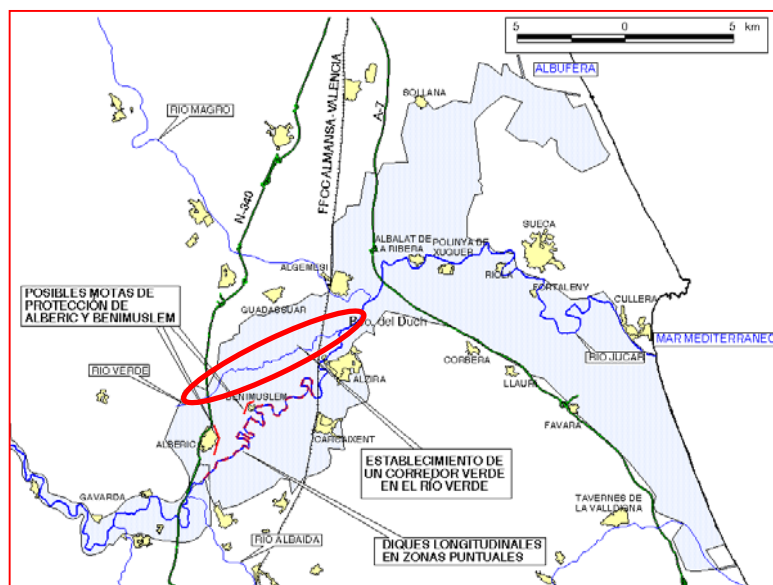 5 0 5
km
ALBUFERA
SOLLANA
RIO MAGRO
FFCC ALMANSA-VALENCIA
A-7
N-340
ALBALAT DE
LA RIBERA
POLINYA DE
XUQUER
SUECA
ALGEMESI
RIOLA
FORTALENY
POSIBLES MOTAS DE
PROTECCIÓN DE
ALBERIC Y BENIMUSLEM
GUADASSUAR
CULLERA
Bco. del Duch
MAR MEDITERRANEO
RIO JUCAR
CORBERA
RIO VERDE
ALZIRA
LLAURI
BENIMUSLEM
FAVARA
CARCAIXENT
ALBERIC
ESTABLECIMIENTO DE
UN CORREDOR VERDE
EN EL RÍO VERDE
GAVARDA
TAVERNES DE
LA VALLDIGNA
RIO ALBAIDA
DIQUES LONGITUDINALES
EN ZONAS PUNTUALES